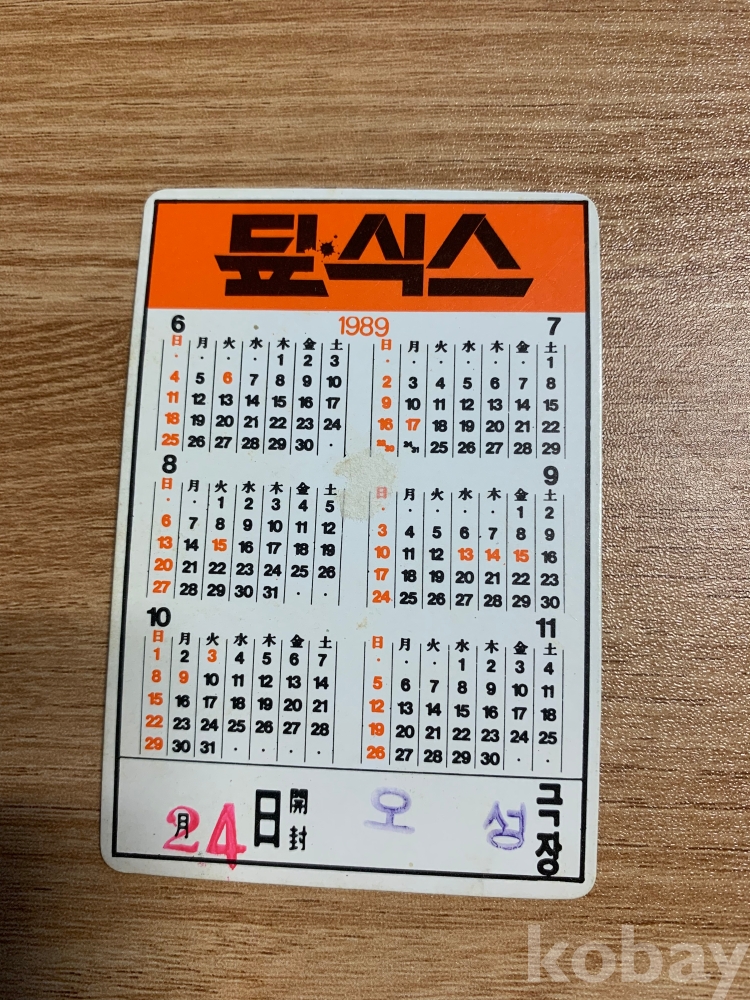 딮식스
1989
6
日 月 火 水 木 金 土
· · · · 1 2 3
4 5 6 7 8 9 10
11 12 13 14 15 16 17
18 19 20 21 22 23 24
25 26 27 28 29 30 ·
7
日 月 火 水 木 金 土
· · · · · · 1
2 3 4 5 6 7 8
9 10 11 12 13 14 15
16 17 18 19 20 21 22
23/30 24/31 25 26 27 28 29
8
日 月 火 水 木 金 土
· · 1 2 3 4 5
6 7 8 9 10 11 12
13 14 15 16 17 18 19
20 21 22 23 24 25 26
27 28 29 30 31 · ·
9
日 月 火 水 木 金 土
· · · · · 1 2
3 4 5 6 7 8 9
10 11 12 13 14 15 16
17 18 19 20 21 22 23
24 25 26 27 28 29 30
10
日 月 火 水 木 金 土
1 2 3 4 5 6 7
8 9 10 11 12 13 14
15 16 17 18 19 20 21
22 23 24 25 26 27 28
29 30 31 · · · ·
11
日 月 火 水 木 金 土
· · · 1 2 3 4
5 6 7 8 9 10 11
12 13 14 15 16 17 18
19 20 21 22 23 24 25
26 27 28 29 30 · ·
2月4日 開封 오성극장
kobay